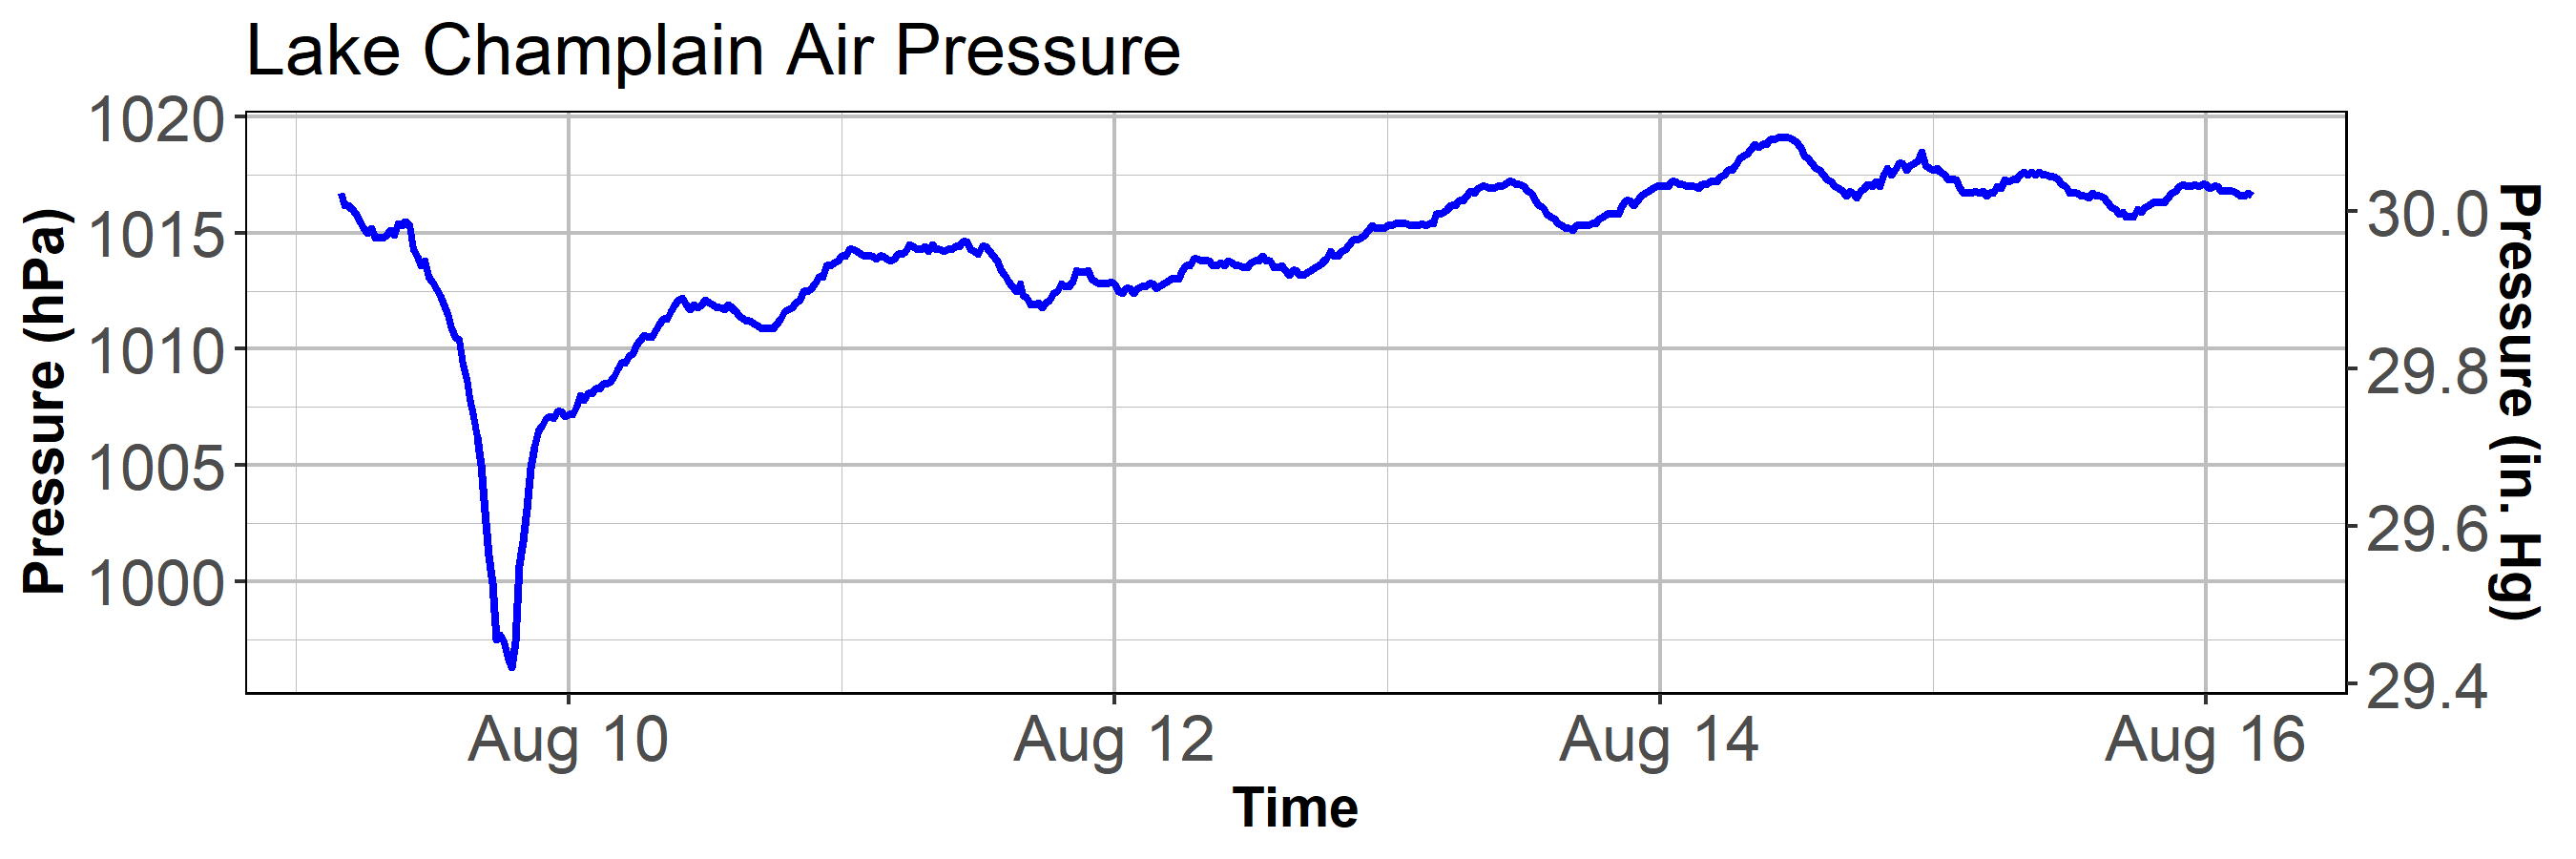 Lake Champlain Air Pressure
1020
1015
1010
1005
1000
Pressure (hPa)
30.0
29.8
29.6
29.4
Pressure (in. Hg)
Aug 10
Aug 12
Aug 14
Aug 16
Time